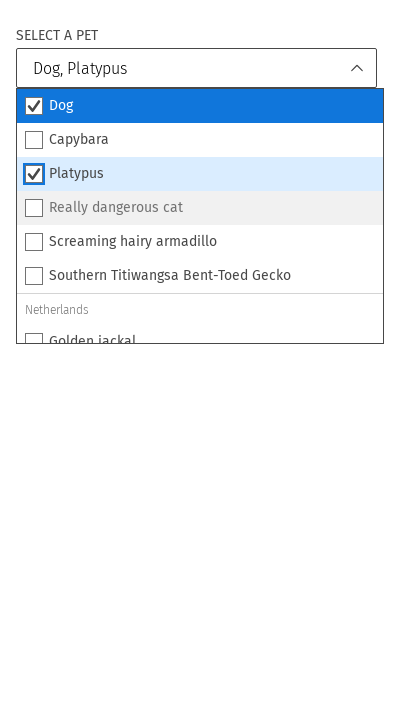 SELECT A PET
Dog, Platypus
Dog
Capybara
Platypus
Really dangerous cat
Screaming hairy armadillo
Southern Titiwangsa Bent-Toed Gecko
Netherlands
Golden jackal